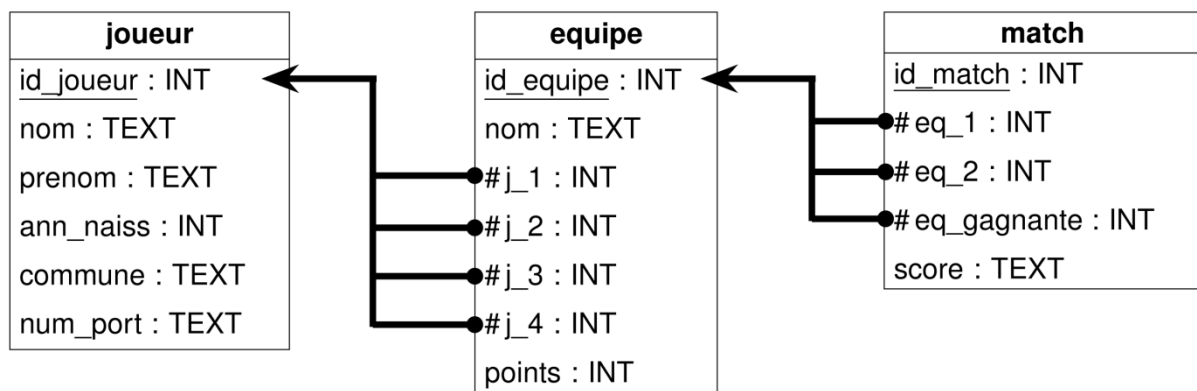 joueur
id_joueur : INT
nom : TEXT
prenom : TEXT
ann_naiss : INT
commune : TEXT
num_port : TEXT
equipe
id_equipe : INT
nom : TEXT
#j_1 : INT
#j_2 : INT
#j_3 : INT
#j_4 : INT
points : INT
match
id_match : INT
#eq_1 : INT
#eq_2 : INT
#eq_gagnante : INT
score : TEXT